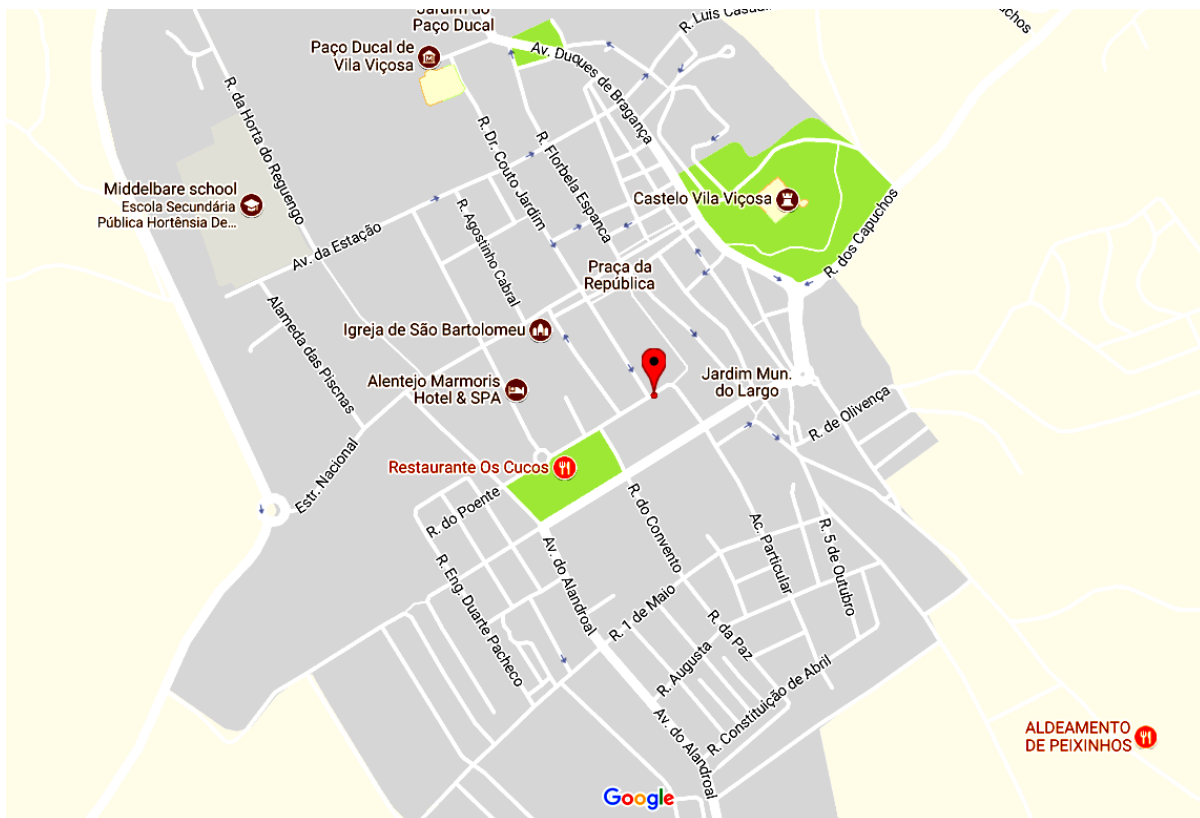 Jardim do
Paço Ducal
R. Luis Casadi
puchos
Paço Ducal de
Vila Viçosa
Av. Duques de Bragança
R. da Horta do Reguengo
R. Dr. Couto Jardim
R. Florbela Espanca
Middelbare school
Escola Secundária
Pública Hortênsia De...
Castelo Vila Viçosa
R. dos Capuchos
R. Agostinho Cabral
Av. da Estação
Praça da
República
Igreja de São Bartolomeu
Alameda das Piscnas
Alentejo Marmoris
Hotel & SPA
Jardim Mun.
do Largo
R. de Olivença
Estr. Nacional
Restaurante Os Cucos
R. do Poente
R. do Convento
Ac. Particular
R. 5 de Outubro
Av. do Alandroal
R. Eng. Duarte Pacheco
R. 1 de Maio
R. da Paz
R. Augusta
R. Constituição de Abril
Av. do Alandroal
ALDEAMENTO
DE PEIXINHOS
Google